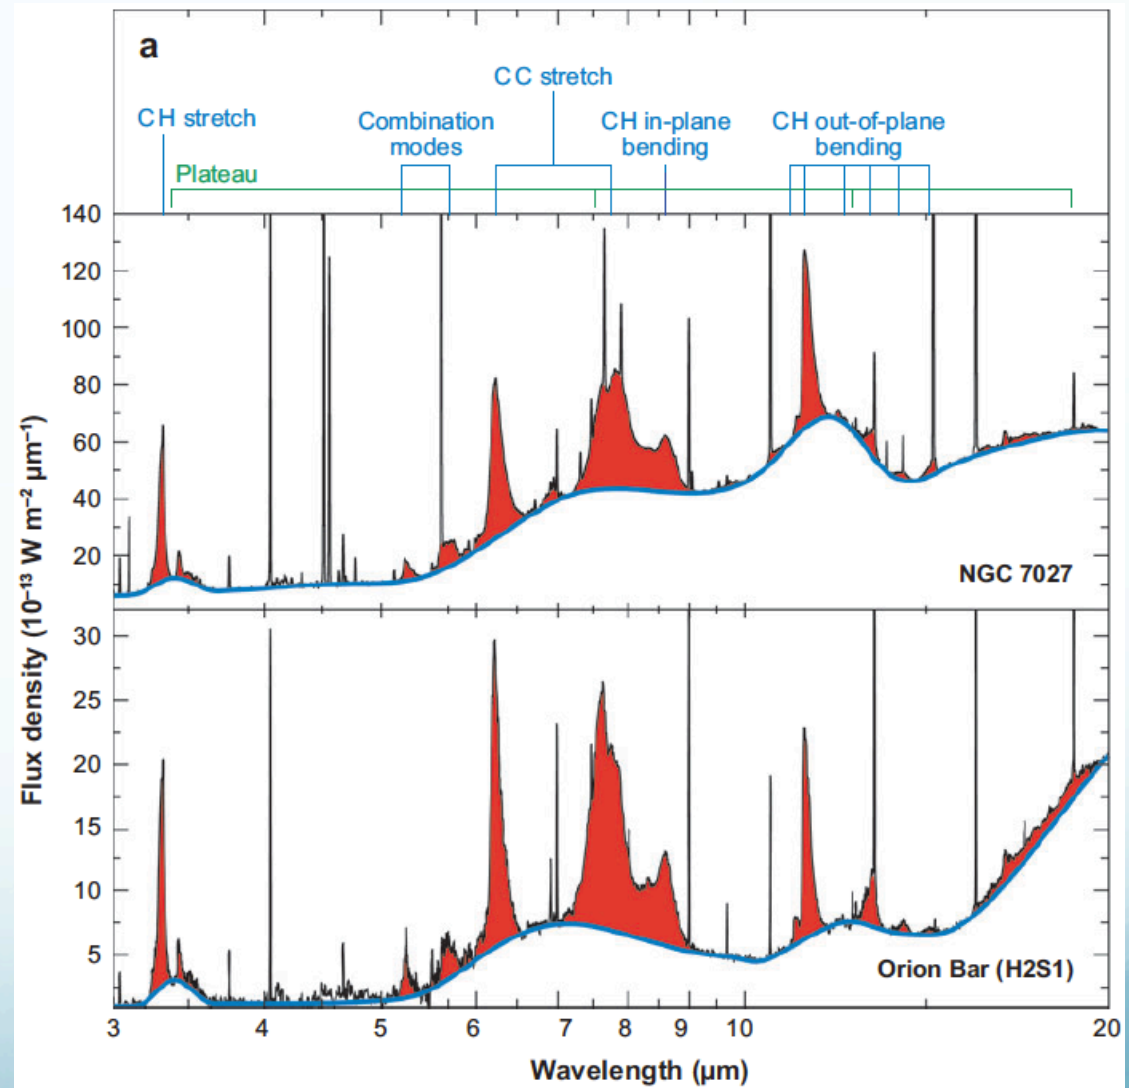 a
CC stretch
CH stretch
Combination
modes
CH in-plane
bending
CH out-of-plane
bending
Plateau
140
120
100
80
60
40
20
NGC 7027
30
25
20
15
10
5
Orion Bar (H2S1)
Flux density (10⁻¹³ W m⁻² µm⁻¹)
3 4 5 6 7 8 9 10 20
Wavelength (µm)